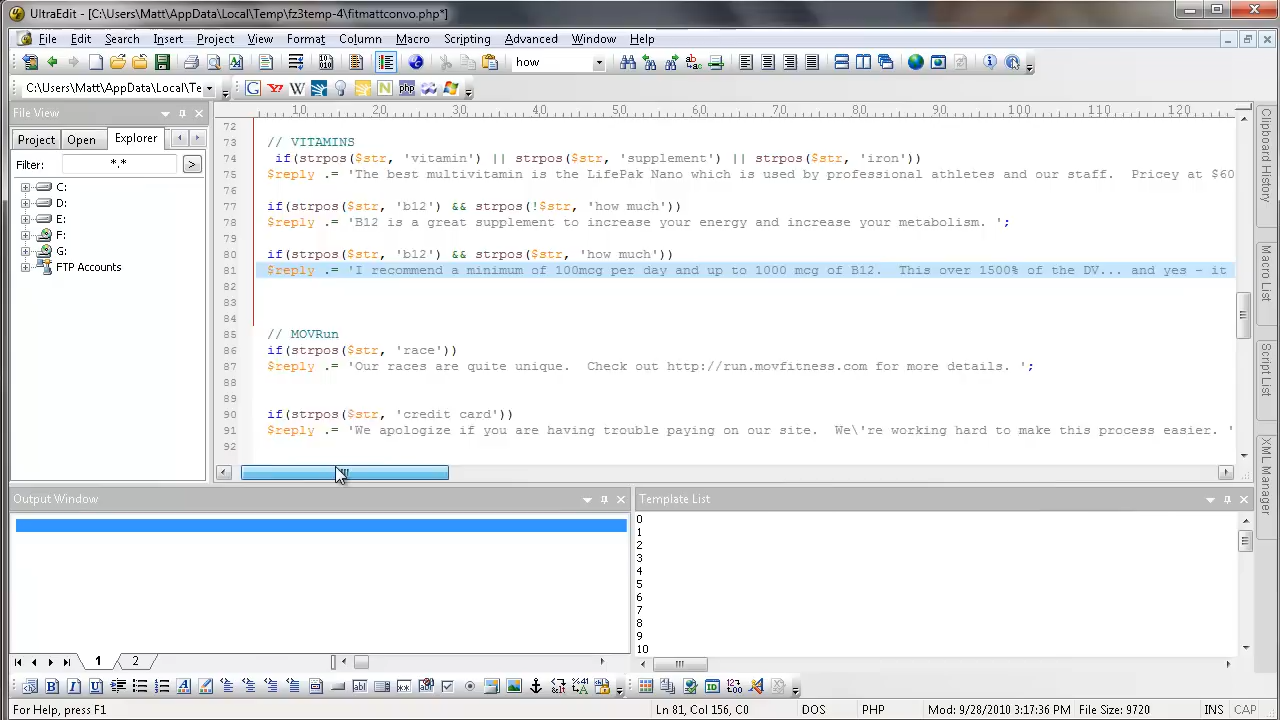 UltraEdit - [C:\Users\Matt\AppData\Local\Temp\fz3temp-4\fitmattconvo.php*]
File Edit Search Insert Project View Format Column Macro Scripting Advanced Window Help
how
C:\Users\Matt\AppData\Local\Te
File View
Project Open Explorer
Filter: *.* >
C:
D:
E:
F:
G:
FTP Accounts
10 20 30 40 50 60 70 80 90 100 110 120
72
73 // VITAMINS
74 if(strpos($str, 'vitamin') || strpos($str, 'supplement') || strpos($str, 'iron'))
75 $reply .= 'The best multivitamin is the LifePak Nano which is used by professional athletes and our staff.  Pricey at $60
76
77 if(strpos($str, 'b12') && strpos(!$str, 'how much'))
78 $reply .= 'B12 is a great supplement to increase your energy and increase your metabolism. ';
79
80 if(strpos($str, 'b12') && strpos($str, 'how much'))
81 $reply .= 'I recommend a minimum of 100mcg per day and up to 1000 mcg of B12.  This over 1500% of the DV... and yes - it
82
83
84
85 // MOVRun
86 if(strpos($str, 'race'))
87 $reply .= 'Our races are quite unique.  Check out http://run.movfitness.com for more details. ';
88
89
90 if(strpos($str, 'credit card'))
91 $reply .= 'We apologize if you are having trouble paying on our site.  We\'re working hard to make this process easier. '
92
Clipboard History
Macro List
Script List
XML Manager
Output Window
1 2
Template List
0
1
2
3
4
5
6
7
8
9
10
For Help, press F1 Ln 81, Col 156, C0 DOS PHP Mod: 9/28/2010 3:17:36 PM File Size: 9720 INS CAP